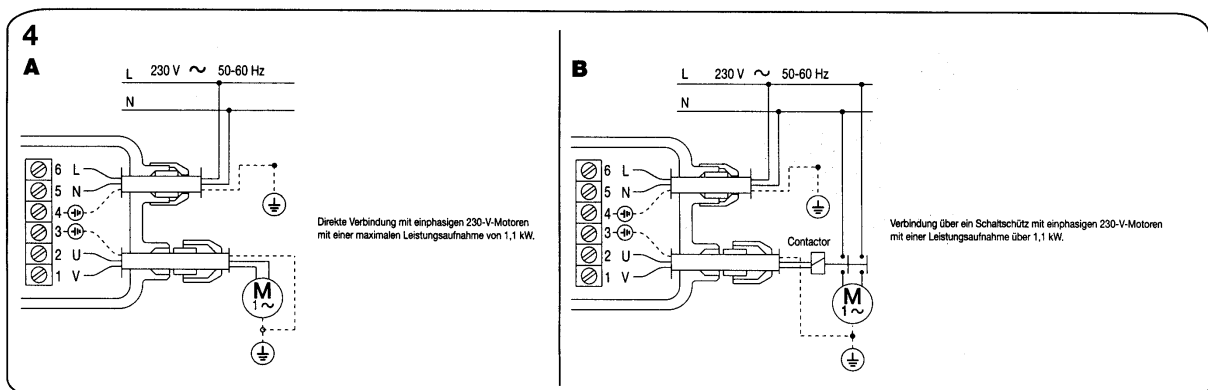 4
A
L 230 V ~ 50-60 Hz
N
6 L
5 N
4
3
2 U
1 V
M
1~
Direkte Verbindung mit einphasigen 230-V-Motoren
mit einer maximalen Leistungsaufnahme von 1,1 kW.
B
L 230 V ~ 50-60 Hz
N
6 L
5 N
4
3
2 U
1 V
Contactor
M
1~
Verbindung über ein Schaltschütz mit einphasigen 230-V-Motoren
mit einer Leistungsaufnahme über 1,1 kW.